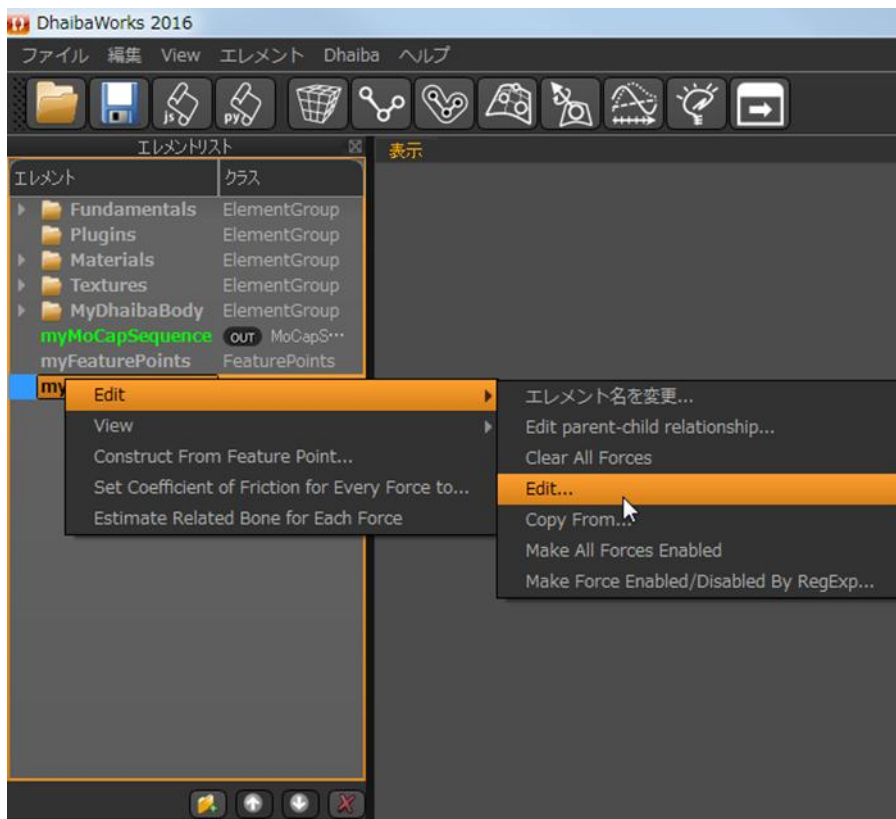 DhaibaWorks 2016
ファイル 編集 View エレメント Dhaiba ヘルプ
js py
エレメントリスト
表示
エレメント クラス
Fundamentals ElementGroup
Plugins ElementGroup
Materials ElementGroup
Textures ElementGroup
MyDhaibaBody ElementGroup
myMoCapSequence OUT MoCapS…
myFeaturePoints FeaturePoints
my
Edit
View
Construct From Feature Point...
Set Coefficient of Friction for Every Force to...
Estimate Related Bone for Each Force
エレメント名を変更...
Edit parent-child relationship...
Clear All Forces
Edit...
Copy From...
Make All Forces Enabled
Make Force Enabled/Disabled By RegExp...